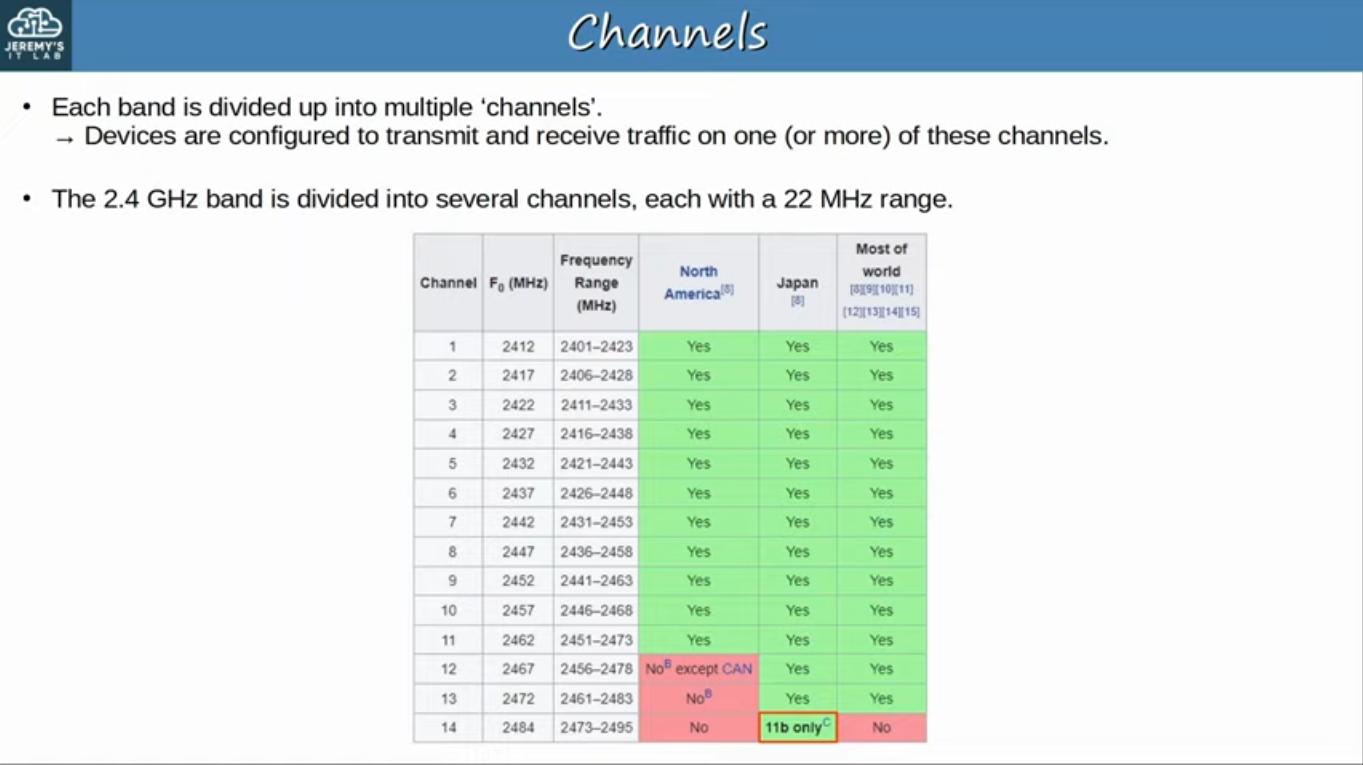 JEREMY'S
IT LAB
Channels
• Each band is divided up into multiple ‘channels’.
→ Devices are configured to transmit and receive traffic on one (or more) of these channels.
• The 2.4 GHz band is divided into several channels, each with a 22 MHz range.
Channel F0 (MHz) Frequency Range (MHz) North America[8] Japan [8] Most of world [8][9][10][11] [12][13][14][15]
1 2412 2401–2423 Yes Yes Yes
2 2417 2406–2428 Yes Yes Yes
3 2422 2411–2433 Yes Yes Yes
4 2427 2416–2438 Yes Yes Yes
5 2432 2421–2443 Yes Yes Yes
6 2437 2426–2448 Yes Yes Yes
7 2442 2431–2453 Yes Yes Yes
8 2447 2436–2458 Yes Yes Yes
9 2452 2441–2463 Yes Yes Yes
10 2457 2446–2468 Yes Yes Yes
11 2462 2451–2473 Yes Yes Yes
12 2467 2456–2478 NoB except CAN Yes Yes
13 2472 2461–2483 NoB Yes Yes
14 2484 2473–2495 No 11b onlyC No